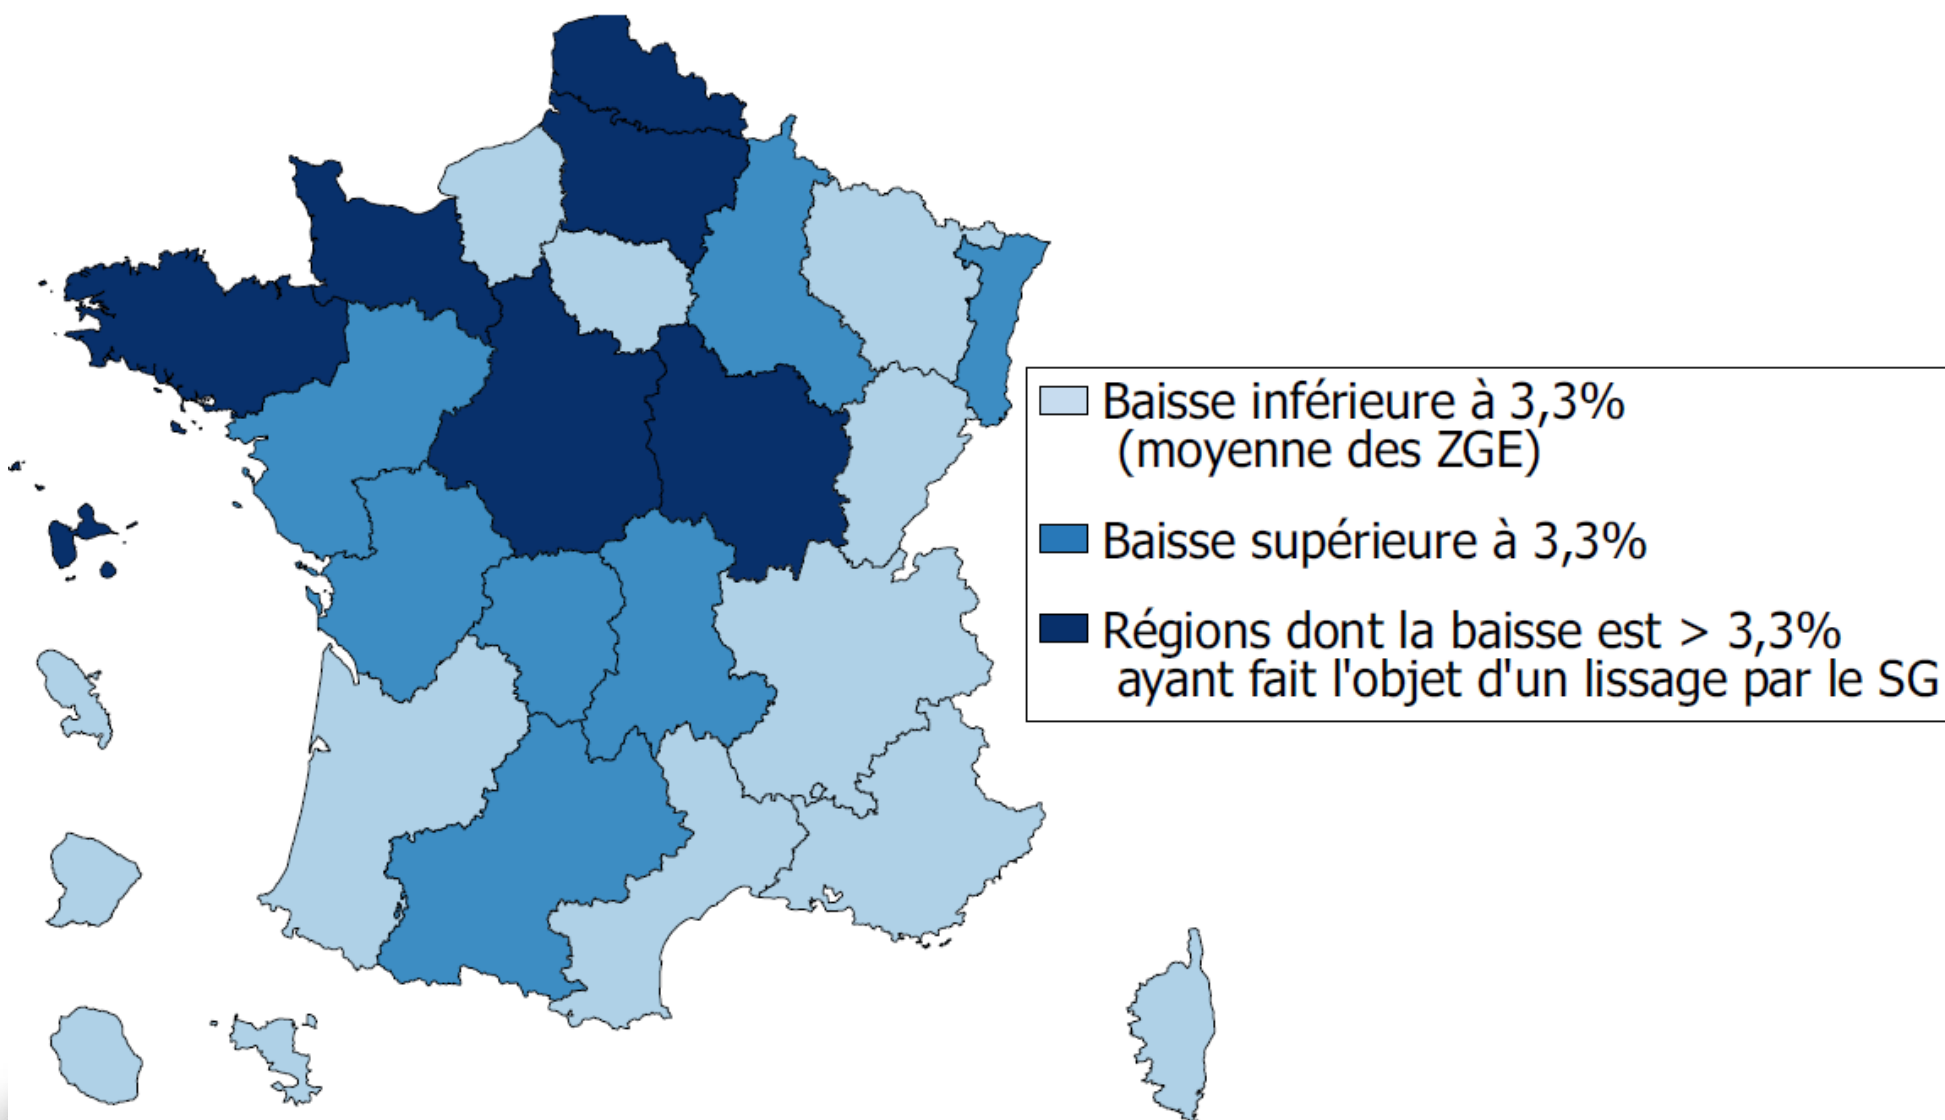 Baisse inférieure à 3,3%
(moyenne des ZGE)
Baisse supérieure à 3,3%
Régions dont la baisse est > 3,3%
ayant fait l'objet d'un lissage par le SG